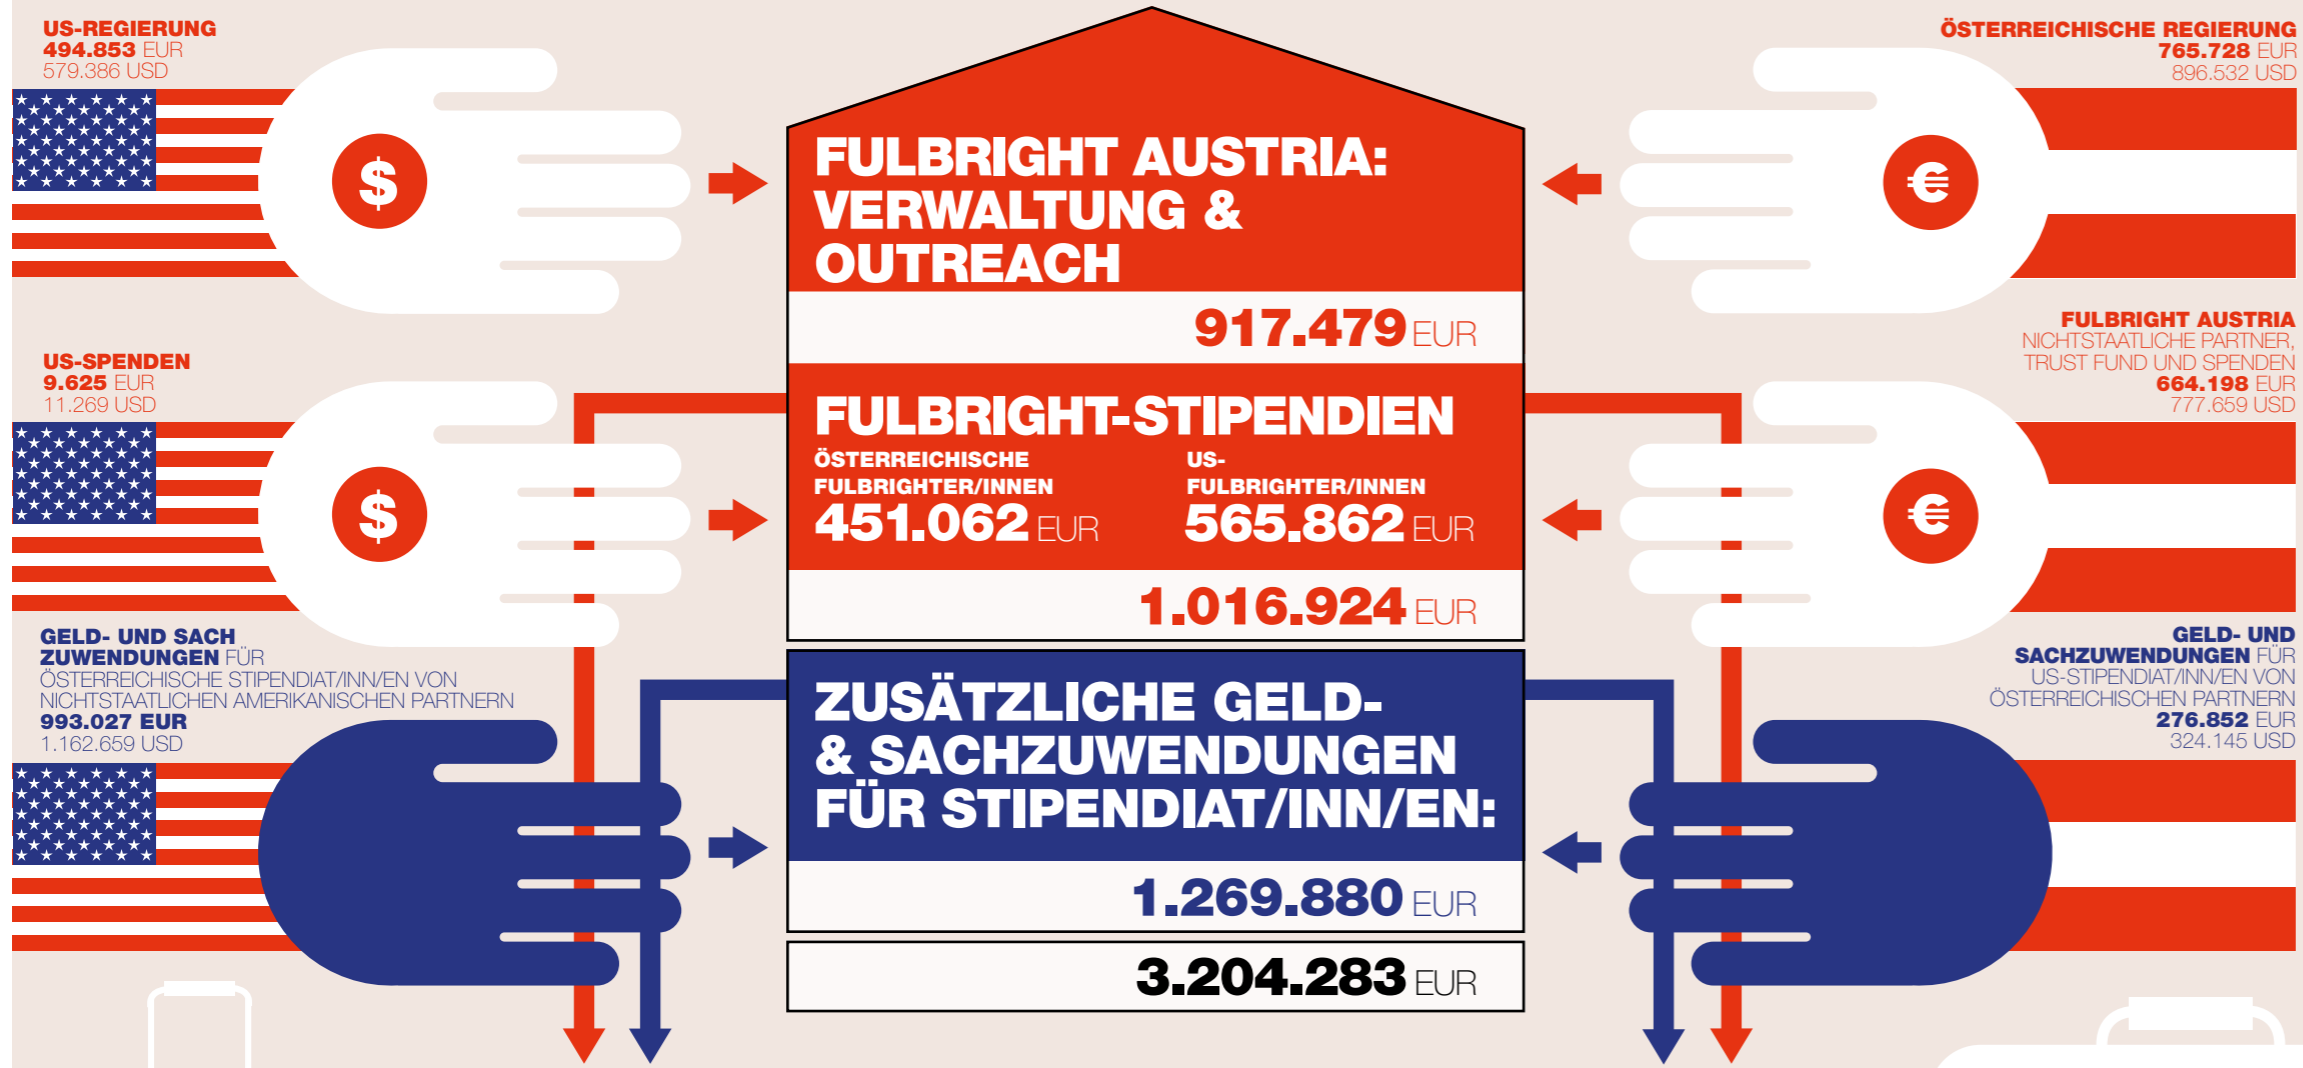 US-REGIERUNG
494.853 EUR
579.386 USD
$
US-SPENDEN
9.625 EUR
11.269 USD
$
GELD- UND SACH
ZUWENDUNGEN FÜR
ÖSTERREICHISCHE STIPENDIAT/INN/EN VON
NICHTSTAATLICHEN AMERIKANISCHEN PARTNERN
993.027 EUR
1.162.659 USD
FULBRIGHT AUSTRIA:
VERWALTUNG &
OUTREACH
917.479 EUR
FULBRIGHT-STIPENDIEN
ÖSTERREICHISCHE
FULBRIGHTER/INNEN
451.062 EUR
US-
FULBRIGHTER/INNEN
565.862 EUR
1.016.924 EUR
ZUSÄTZLICHE GELD-
& SACHZUWENDUNGEN
FÜR STIPENDIAT/INN/EN:
1.269.880 EUR
3.204.283 EUR
ÖSTERREICHISCHE REGIERUNG
765.728 EUR
896.532 USD
€
FULBRIGHT AUSTRIA
NICHTSTAATLICHE PARTNER,
TRUST FUND UND SPENDEN
664.198 EUR
777.659 USD
€
GELD- UND
SACHZUWENDUNGEN FÜR
US-STIPENDIAT/INN/EN VON
ÖSTERREICHISCHEN PARTNERN
276.852 EUR
324.145 USD